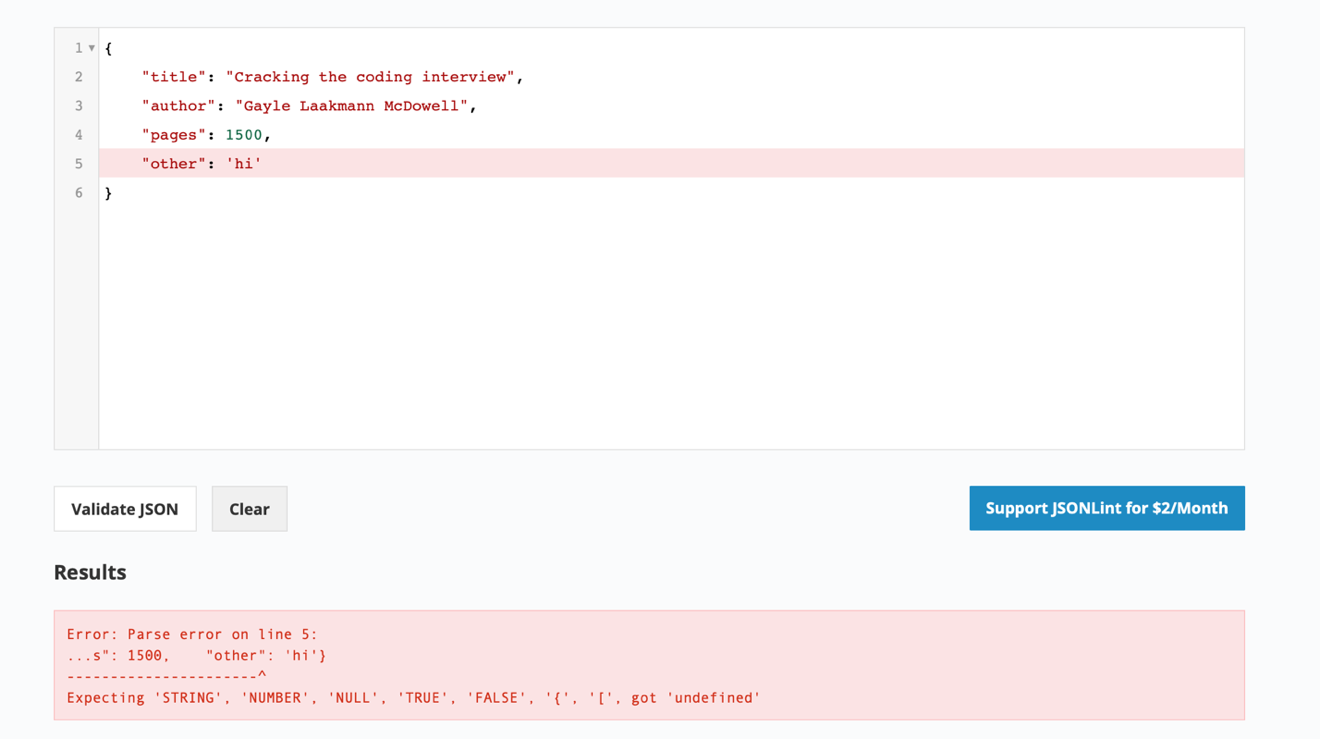 1 {
2 "title": "Cracking the coding interview",
3 "author": "Gayle Laakmann McDowell",
4 "pages": 1500,
5 "other": 'hi'
6 }
Validate JSON Clear Support JSONLint for $2/Month
Results
Error: Parse error on line 5:
...s": 1500,    "other": 'hi'}
----------------------^
Expecting 'STRING', 'NUMBER', 'NULL', 'TRUE', 'FALSE', '{', '[', got 'undefined'